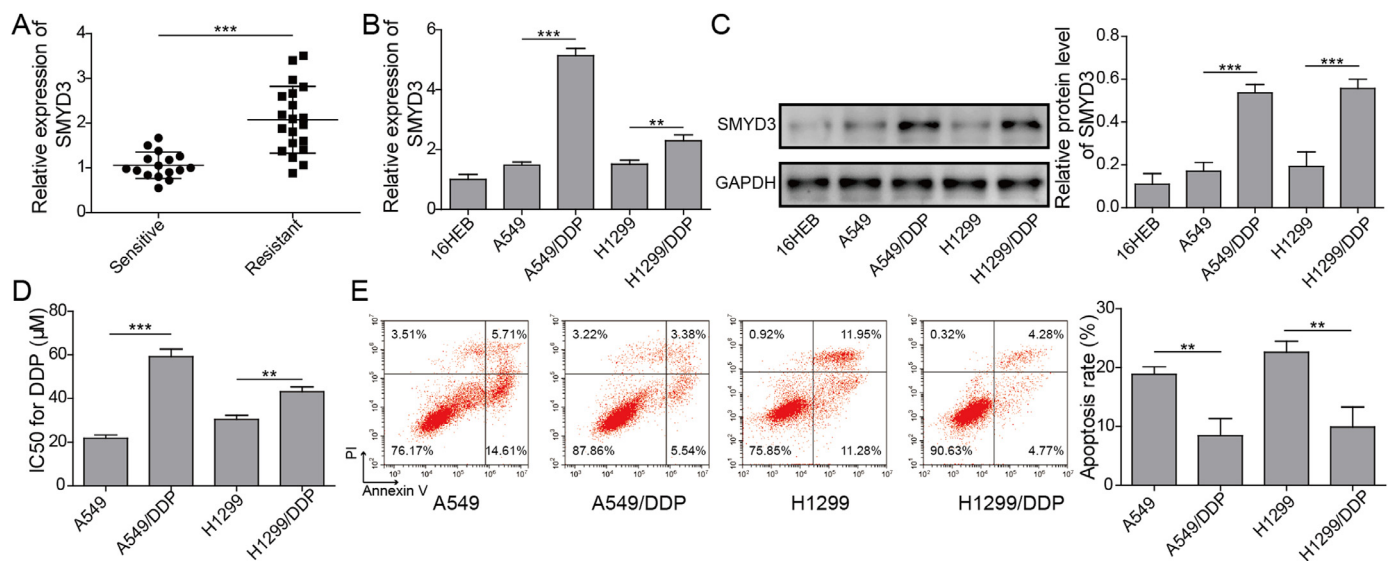 A
Relative expression of
SMYD3
5
4
3
2
1
0
***
Sensitive
Resistant
B
Relative expression of
SMYD3
6
4
2
0
***
**
16HEB
A549
A549/DDP
H1299
H1299/DDP
C
SMYD3
GAPDH
16HEB
A549
A549/DDP
H1299
H1299/DDP
Relative protein level
of SMYD3
0.8
0.6
0.4
0.2
0.0
***
***
16HEB
A549
A549/DDP
H1299
H1299/DDP
D
IC50 for DDP (μM)
80
60
40
20
0
***
**
A549
A549/DDP
H1299
H1299/DDP
E
PI
Annexin V
3.51%
5.71%
76.17%
14.61%
A549
3.22%
3.38%
87.86%
5.54%
A549/DDP
0.92%
11.95%
75.85%
11.28%
H1299
0.32%
4.28%
90.63%
4.77%
H1299/DDP
Apoptosis rate (%)
30
20
10
0
**
**
A549
A549/DDP
H1299
H1299/DDP